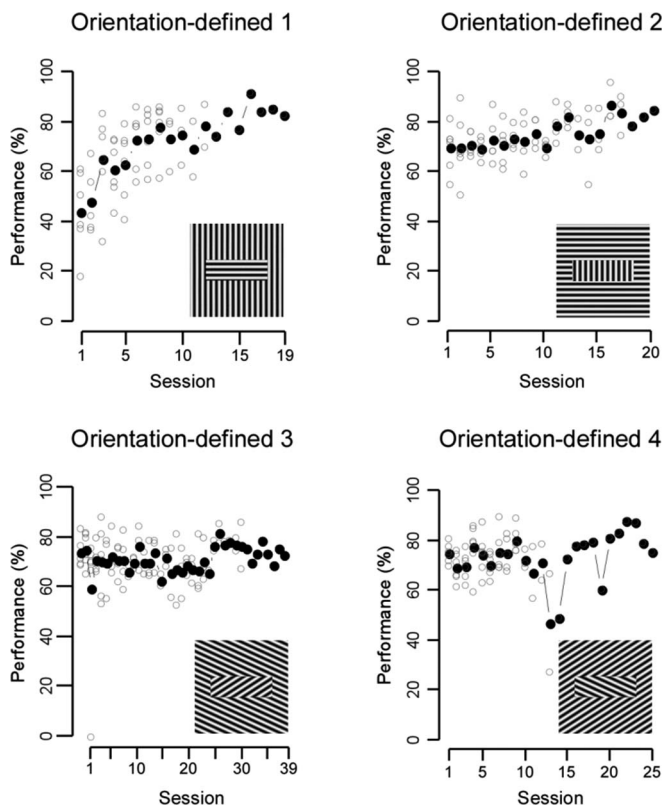 Orientation-defined 1
Performance (%)
100
80
60
40
20
0
1 5 10 15 19
Session
Orientation-defined 2
Performance (%)
100
80
60
40
20
0
1 5 10 15 20
Session
Orientation-defined 3
Performance (%)
100
80
60
40
20
0
1 10 20 30 39
Session
Orientation-defined 4
Performance (%)
100
80
60
40
20
0
1 5 10 15 20 25
Session